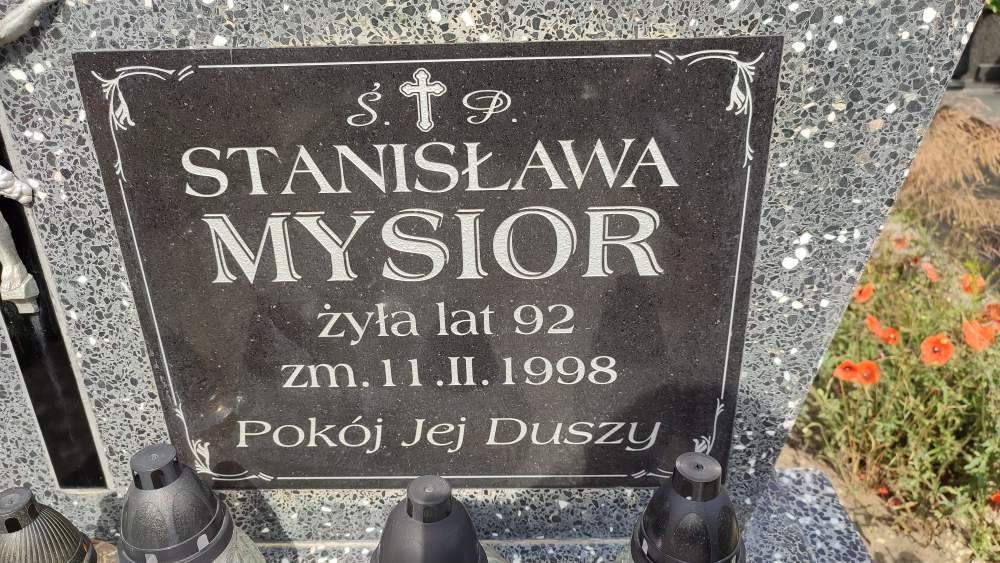 Ś. P.
STANISŁAWA
MYSIOR
żyła lat 92
zm. 11.II.1998
Pokój Jej Duszy